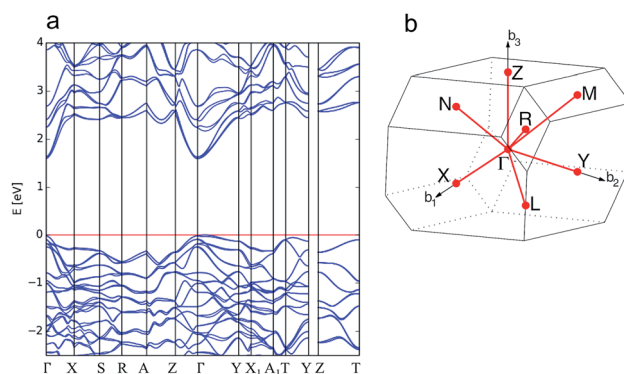 a
E [eV]
4
3
2
1
0
−1
−2
Γ X S R A Z Γ Y X₁ A₁ T Y Z T
b
b₃
Z
M
N
R
Γ
X
Y
b₁
b₂
L